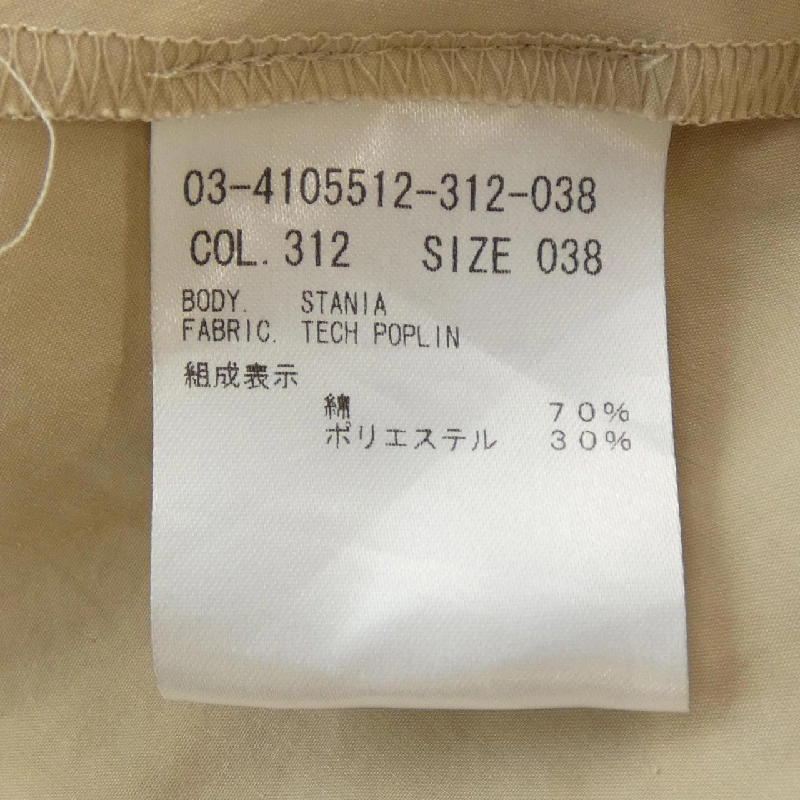 03-4105512-312-038
COL. 312 SIZE 038
BODY. STANIA
FABRIC. TECH POPLIN
組成表示
綿 70%
ポリエステル 30%